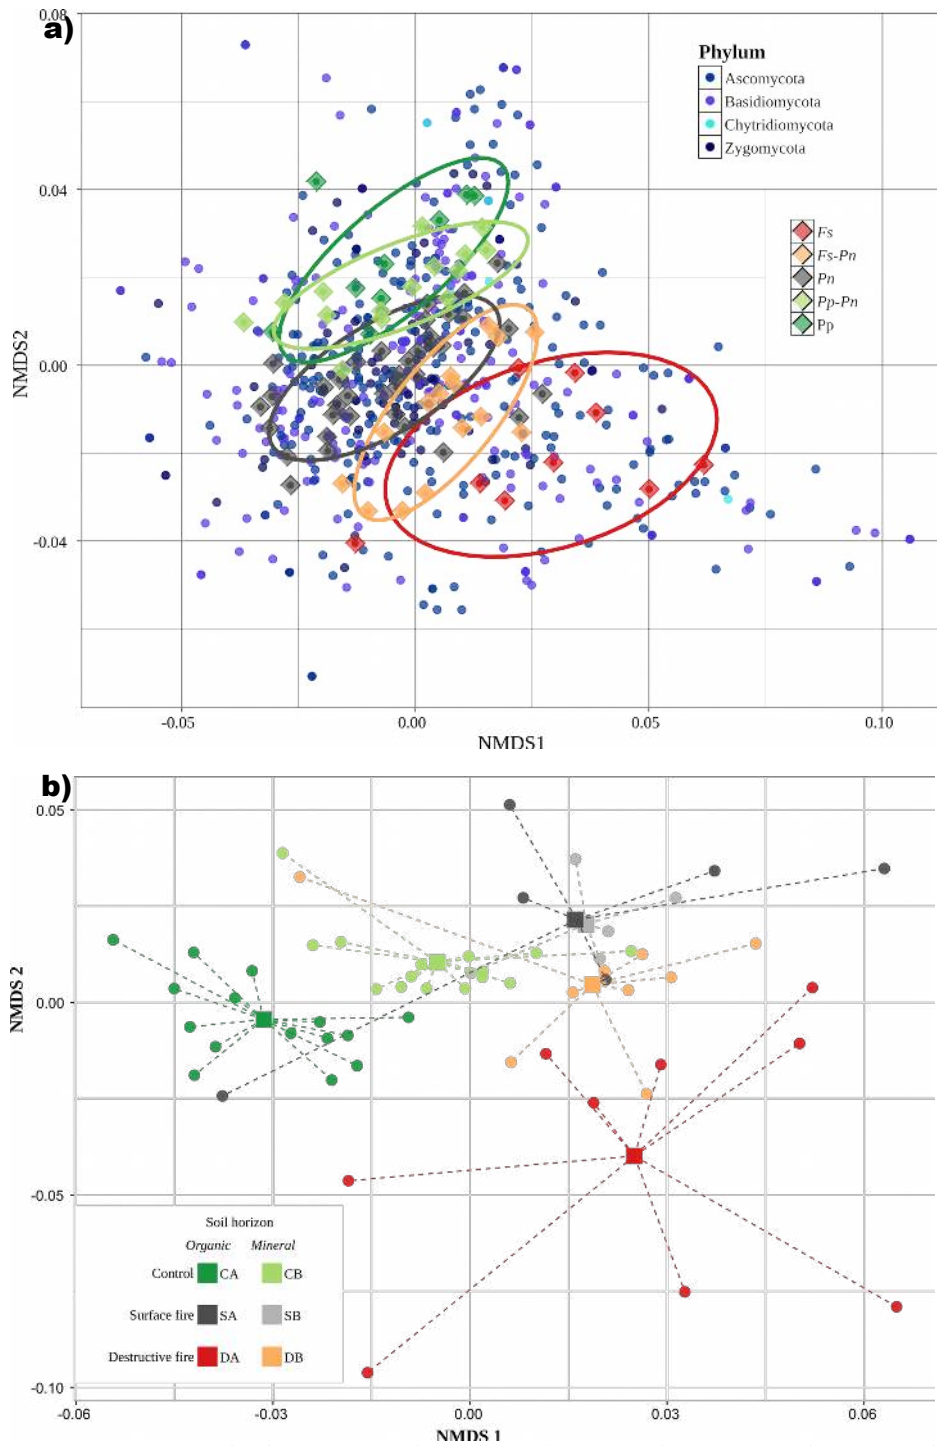 a)
0.08
Phylum
Ascomycota
Basidiomycota
Chytridiomycota
Zygomycota
0.04
Fs
Fs-Pn
Pn
Pp-Pn
Pp
NMDS2
0.00
-0.04
-0.05
0.00
0.05
0.10
NMDS1
b)
0.05
NMDS 2
0.00
-0.05
Soil horizon
Organic Mineral
Control CA CB
Surface fire SA SB
Destructive fire DA DB
-0.10
-0.06
-0.03
0.00
0.03
0.06
NMDS 1